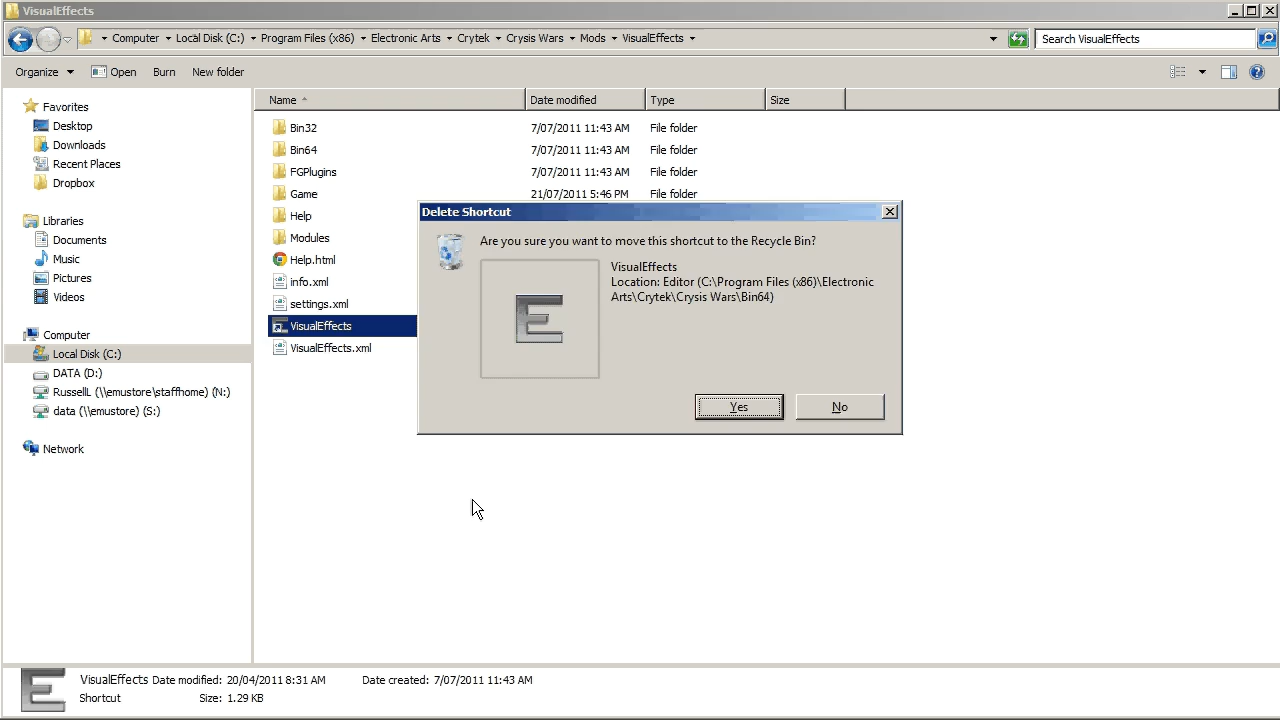 VisualEffects
Computer Local Disk (C:) Program Files (x86) Electronic Arts Crytek Crysis Wars Mods VisualEffects
Search VisualEffects
Organize Open Burn New folder
Name Date modified Type Size
Favorites
Desktop
Downloads
Recent Places
Dropbox
Libraries
Documents
Music
Pictures
Videos
Computer
Local Disk (C:)
DATA (D:)
RussellL (\\emustore\staffhome) (N:)
data (\\emustore) (S:)
Network
Bin32 7/07/2011 11:43 AM File folder
Bin64 7/07/2011 11:43 AM File folder
FGPlugins 7/07/2011 11:43 AM File folder
Game 21/07/2011 5:46 PM File folder
Help
Modules
Help.html
info.xml
settings.xml
VisualEffects
VisualEffects.xml
Delete Shortcut
Are you sure you want to move this shortcut to the Recycle Bin?
E
VisualEffects
Location: Editor (C:\Program Files (x86)\Electronic
Arts\Crytek\Crysis Wars\Bin64)
Yes No
E
VisualEffects Date modified: 20/04/2011 8:31 AM Date created: 7/07/2011 11:43 AM
Shortcut Size: 1.29 KB